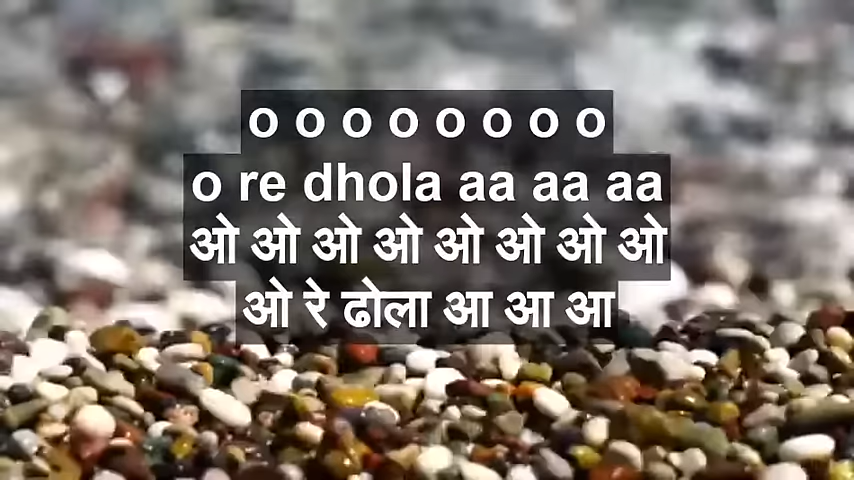 o o o o o o o o
o re dhola aa aa aa
ओ ओ ओ ओ ओ ओ ओ ओ
ओ रे ढोला आ आ आ